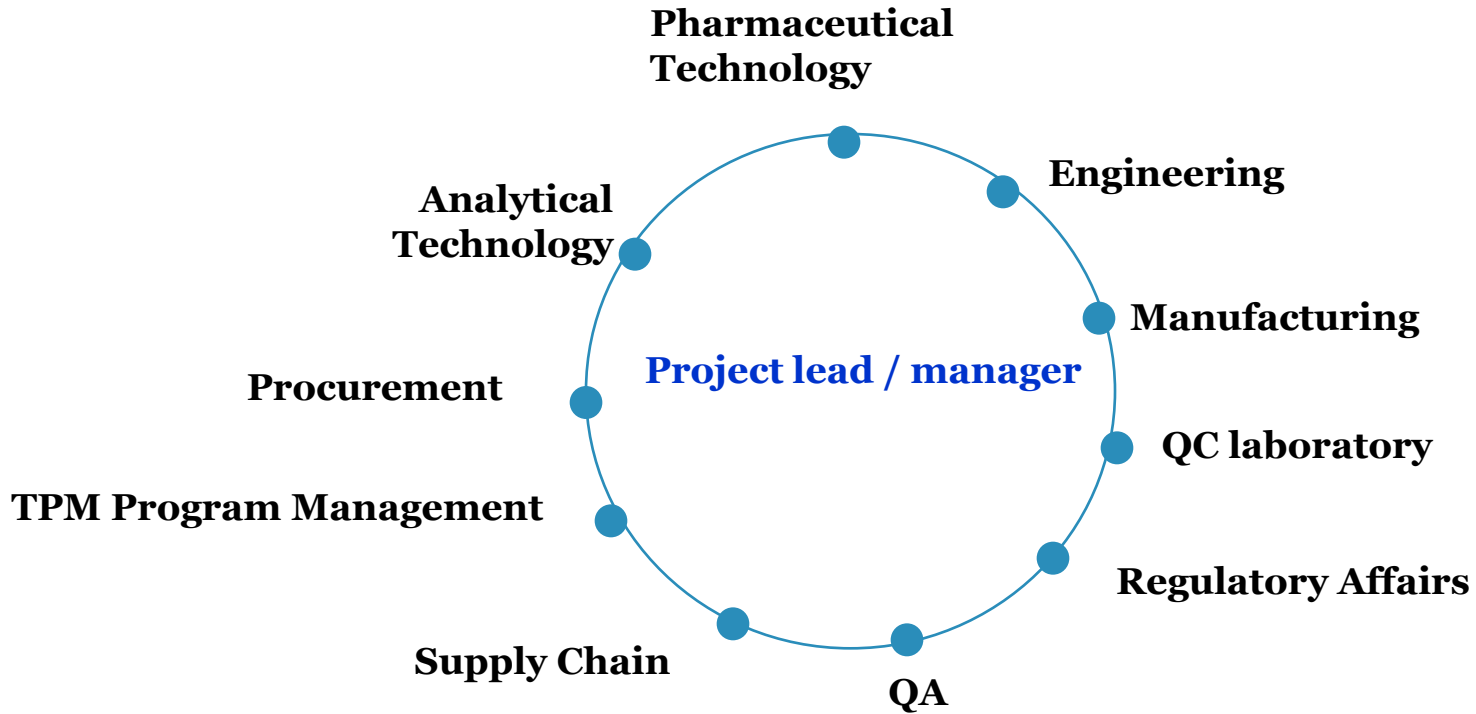 Pharmaceutical
Technology
Engineering
Analytical
Technology
Manufacturing
Project lead / manager
Procurement
QC laboratory
TPM Program Management
Regulatory Affairs
Supply Chain
QA